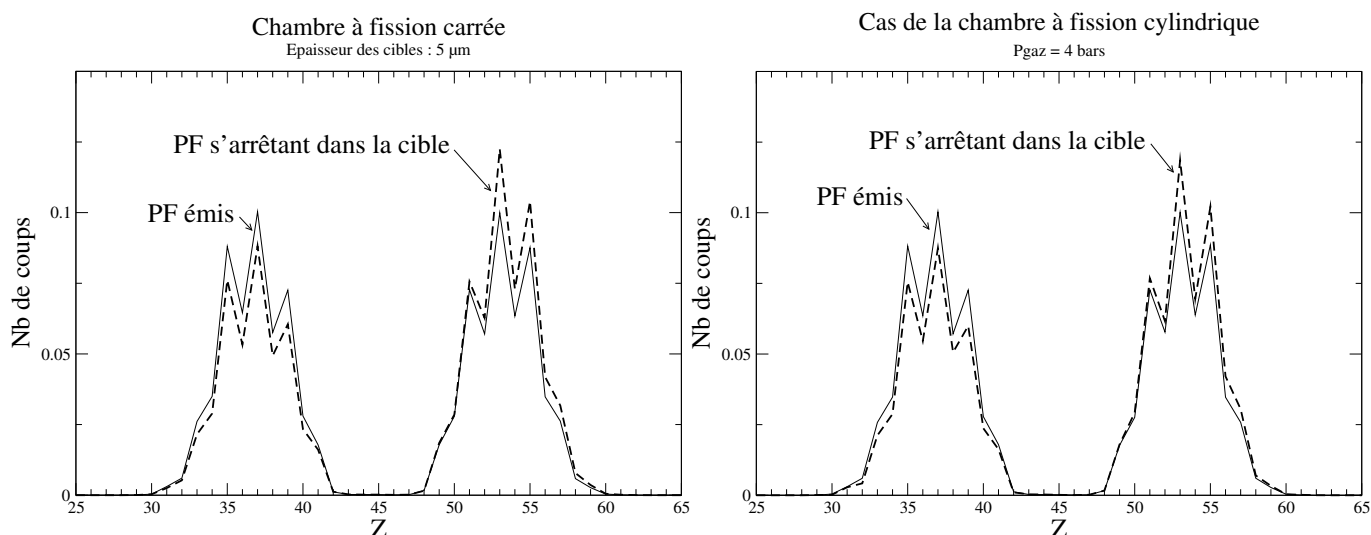 Chambre à fission carrée
Epaisseur des cibles : 5 µm
PF s'arrêtant dans la cible
PF émis
Nb de coups
0.1
0.05
0
25 30 35 40 45 50 55 60 65
Z
Cas de la chambre à fission cylindrique
Pgaz = 4 bars
PF s'arrêtant dans la cible
PF émis
Nb de coups
0.1
0.05
0
25 30 35 40 45 50 55 60 65
Z